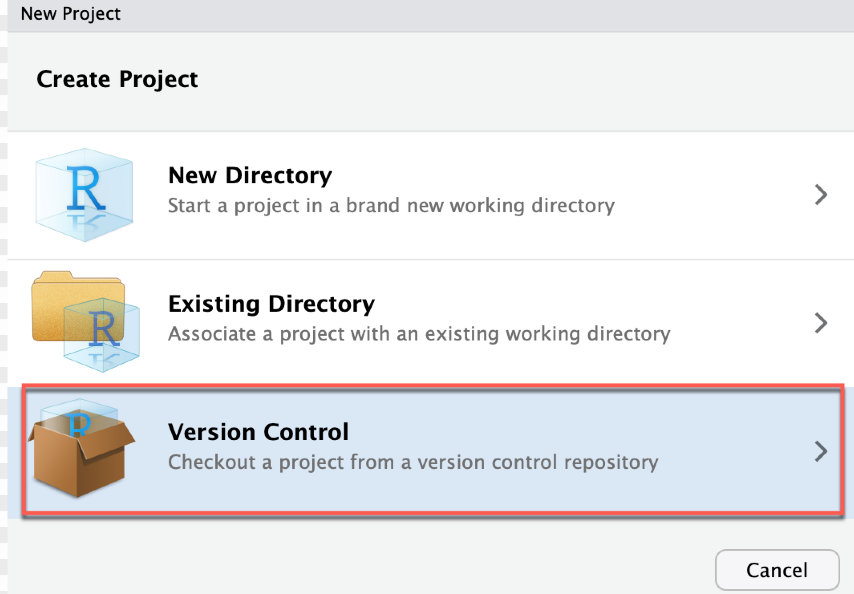 New Project
Create Project
R
New Directory
Start a project in a brand new working directory
R
Existing Directory
Associate a project with an existing working directory
R
Version Control
Checkout a project from a version control repository
Cancel